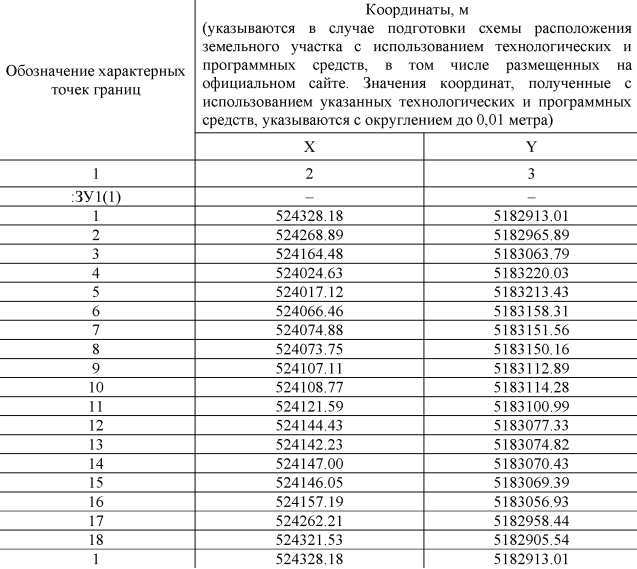 Обозначение характерных
точек границ
Координаты, м
(указываются в случае подготовки схемы расположения
земельного участка с использованием технологических и
программных средств, в том числе размещенных на
официальном сайте. Значения координат, полученные с
использованием указанных технологических и программных
средств, указываются с округлением до 0,01 метра)
X Y
1 2 3
:ЗУ1(1) – –
1 524328.18 5182913.01
2 524268.89 5182965.89
3 524164.48 5183063.79
4 524024.63 5183220.03
5 524017.12 5183213.43
6 524066.46 5183158.31
7 524074.88 5183151.56
8 524073.75 5183150.16
9 524107.11 5183112.89
10 524108.77 5183114.28
11 524121.59 5183100.99
12 524144.43 5183077.33
13 524142.23 5183074.82
14 524147.00 5183070.43
15 524146.05 5183069.39
16 524157.19 5183056.93
17 524262.21 5182958.44
18 524321.53 5182905.54
1 524328.18 5182913.01